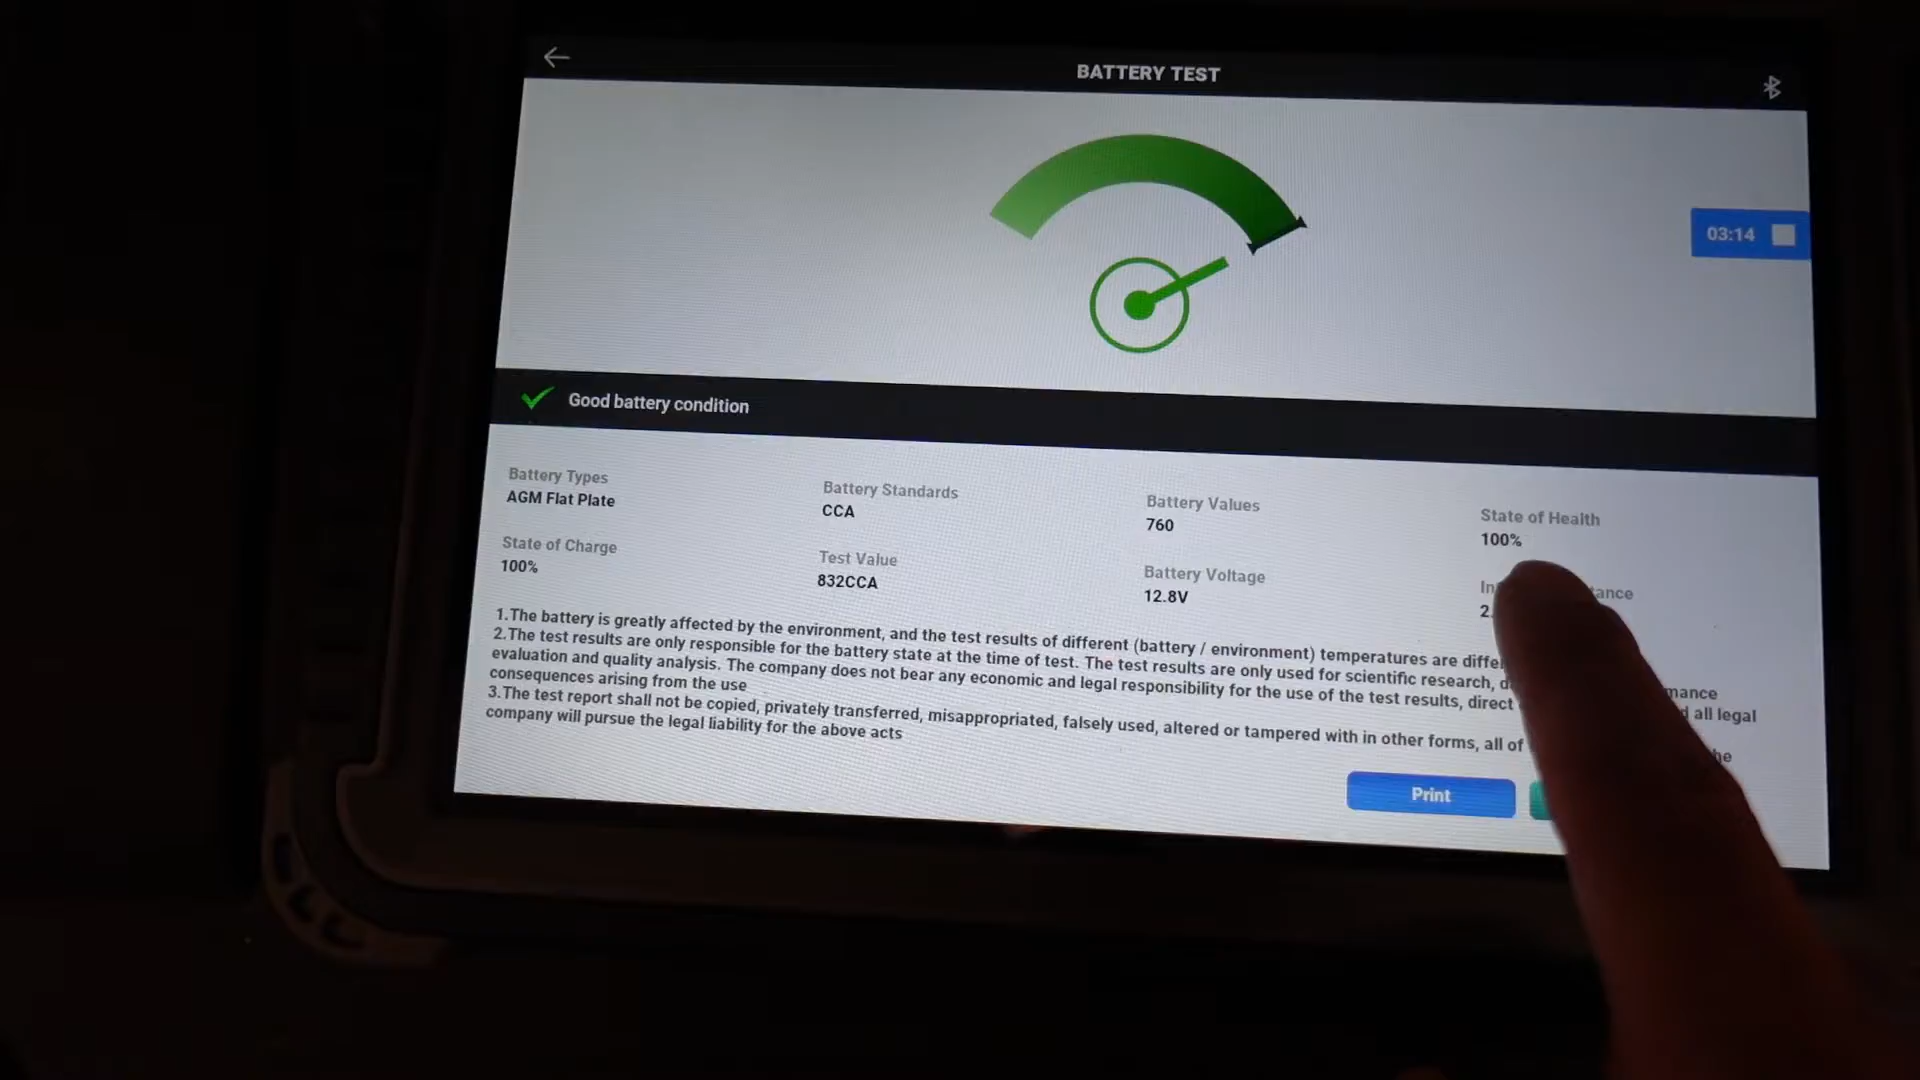 BATTERY TEST
03:14
Good battery condition
Battery Types
AGM Flat Plate
Battery Standards
CCA
Battery Values
760
State of Health
100%
State of Charge
100%
Test Value
832CCA
Battery Voltage
12.8V
1.The battery is greatly affected by the environment, and the test results of different (battery / environment) temperatures are
2.The test results are only responsible for the battery state at the time of test. The test results are only used for scientific research,
evaluation and quality analysis. The company does not bear any economic and legal responsibility for the use of the test results, direct all legal
consequences arising from the use
3.The test report shall not be copied, privately transferred, misappropriated, falsely used, altered or tampered with in other forms, all of
company will pursue the legal liability for the above acts
Print